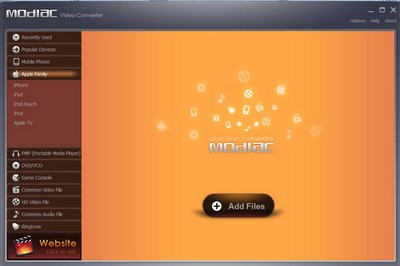 MODIAC Video Converter
Options Help About
Recently Used
Popular Devices
Mobile Phone
Apple Family
iPhone
iPad
iPod touch
iPod
Apple TV
PMP (Portable Media Player)
DVD/VCD
Game Console
Common Video File
HD Video File
Common Audio File
Ringtone
Website
Click to visit
Converter
MODIAC
Add Files